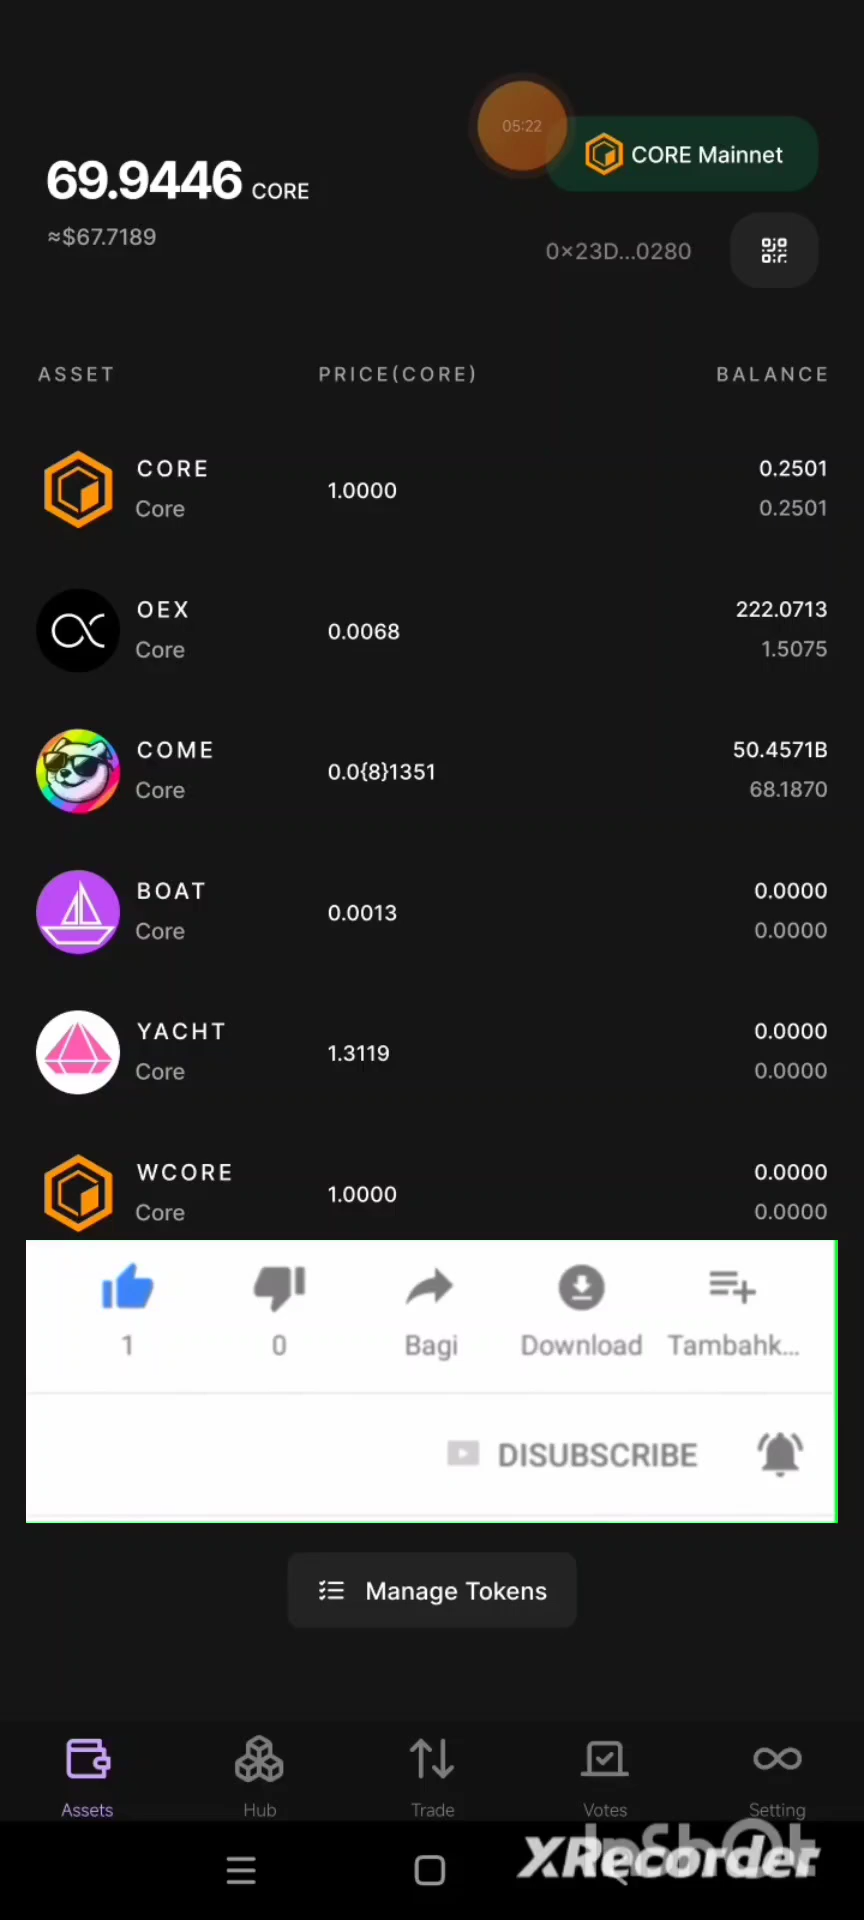 05:22
CORE Mainnet
69.9446 CORE
≈$67.7189
0×23D...0280
ASSET PRICE(CORE) BALANCE
CORE 1.0000 0.2501
Core 0.2501
OEX 0.0068 222.0713
Core 1.5075
COME 0.0{8}1351 50.4571B
Core 68.1870
BOAT 0.0013 0.0000
Core 0.0000
YACHT 1.3119 0.0000
Core 0.0000
WCORE 1.0000 0.0000
Core 0.0000
1 0 Bagi Download Tambahk...
DISUBSCRIBE
Manage Tokens
Assets Hub Trade Votes Setting
InShOt
XRecorder